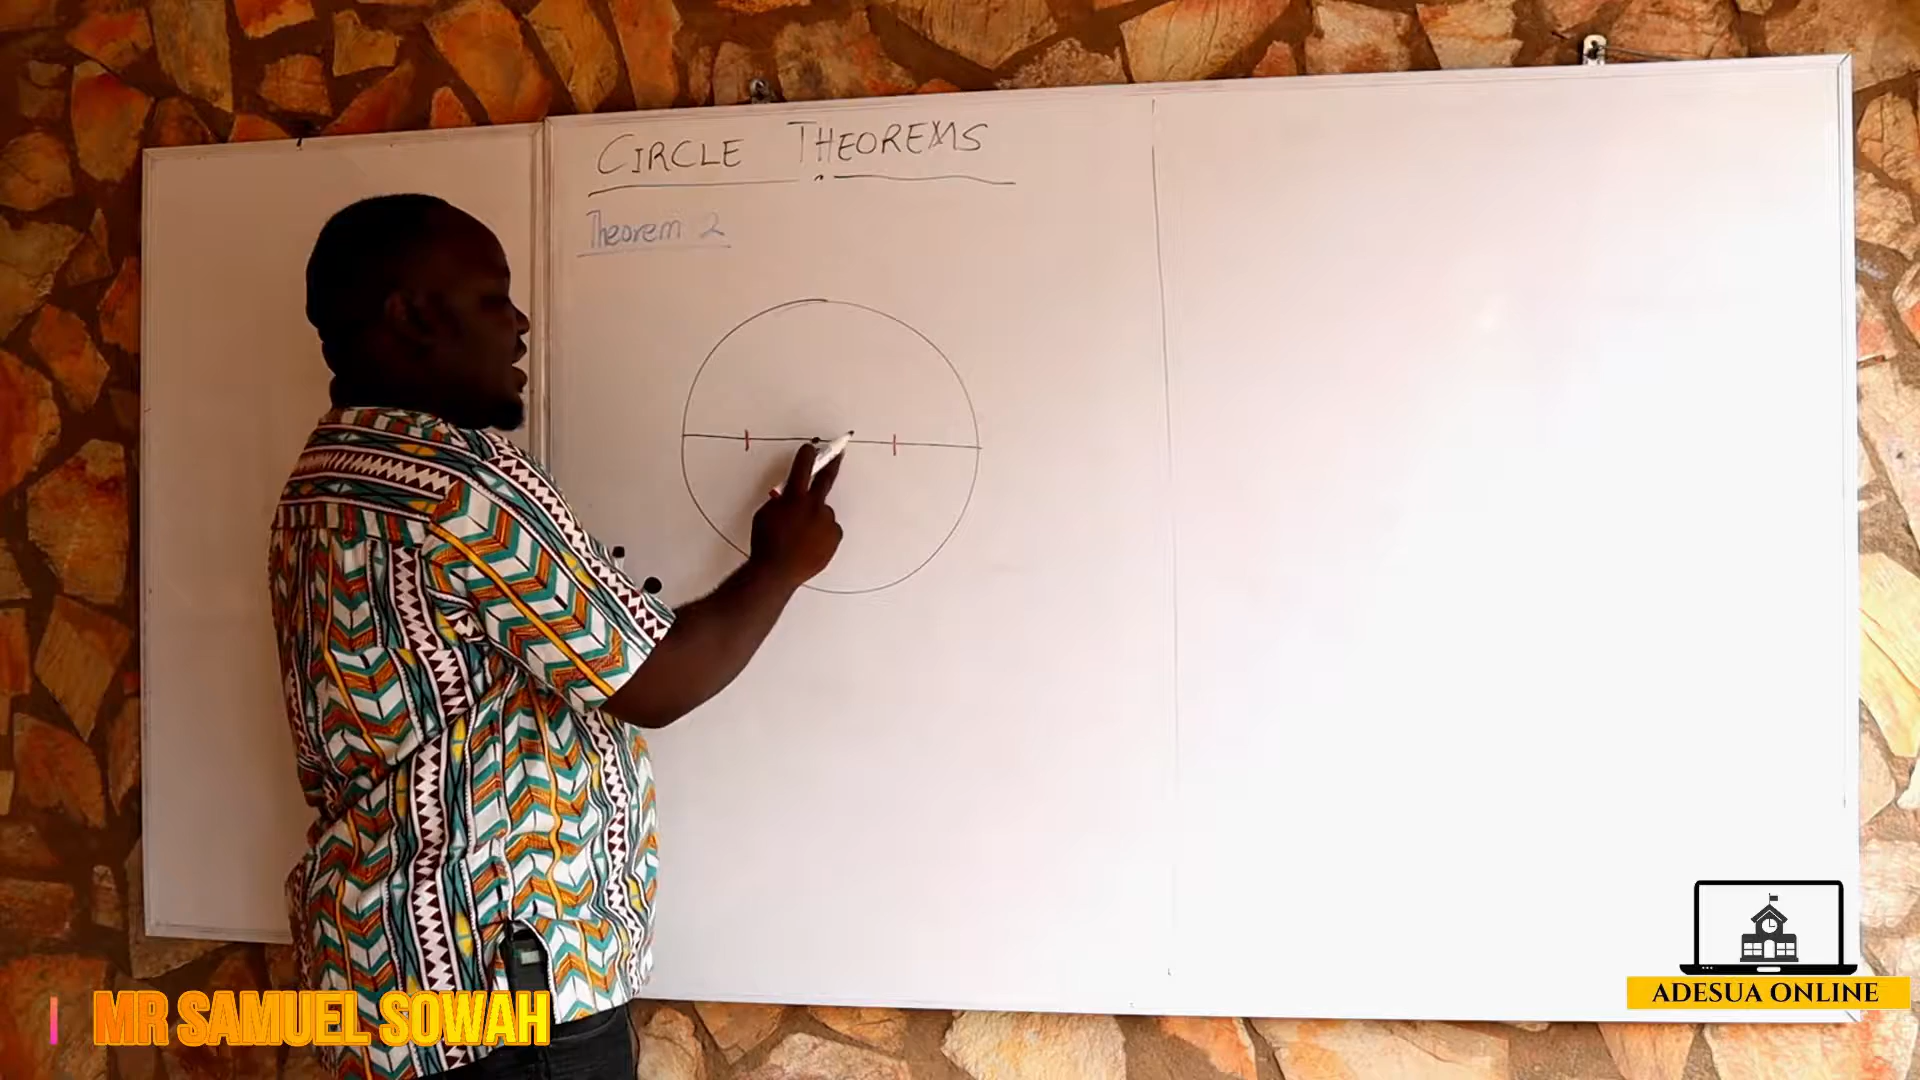 CIRCLE THEOREMS
Theorem 2
MR SAMUEL SOWAH
ADESUA ONLINE